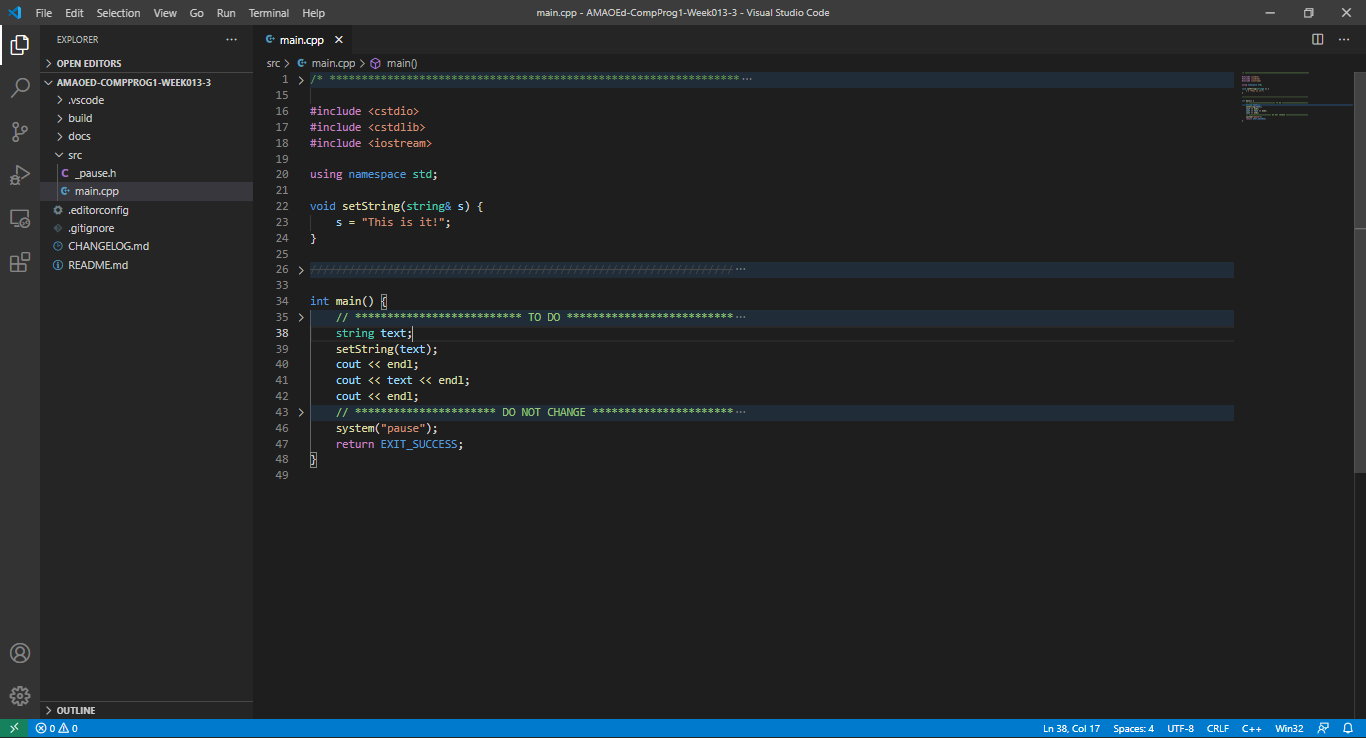 File Edit Selection View Go Run Terminal Help
main.cpp - AMAOEd-CompProg1-Week013-3 - Visual Studio Code
EXPLORER
OPEN EDITORS
AMAOED-COMPPROG1-WEEK013-3
.vscode
build
docs
src
_pause.h
main.cpp
.editorconfig
.gitignore
CHANGELOG.md
README.md
OUTLINE
main.cpp
src > main.cpp > main()
1 /* ****************************************************************...
15
16 #include <cstdio>
17 #include <cstdlib>
18 #include <iostream>
19
20 using namespace std;
21
22 void setString(string& s) {
23     s = "This is it!";
24 }
25
26 //////////////////////////////////////////////////////////////////...
33
34 int main() {
35     // ************************** TO DO **************************...
38     string text;
39     setString(text);
40     cout << endl;
41     cout << text << endl;
42     cout << endl;
43     // ********************** DO NOT CHANGE **********************...
46     system("pause");
47     return EXIT_SUCCESS;
48 }
49
0 0
Ln 38, Col 17 Spaces: 4 UTF-8 CRLF C++ Win32